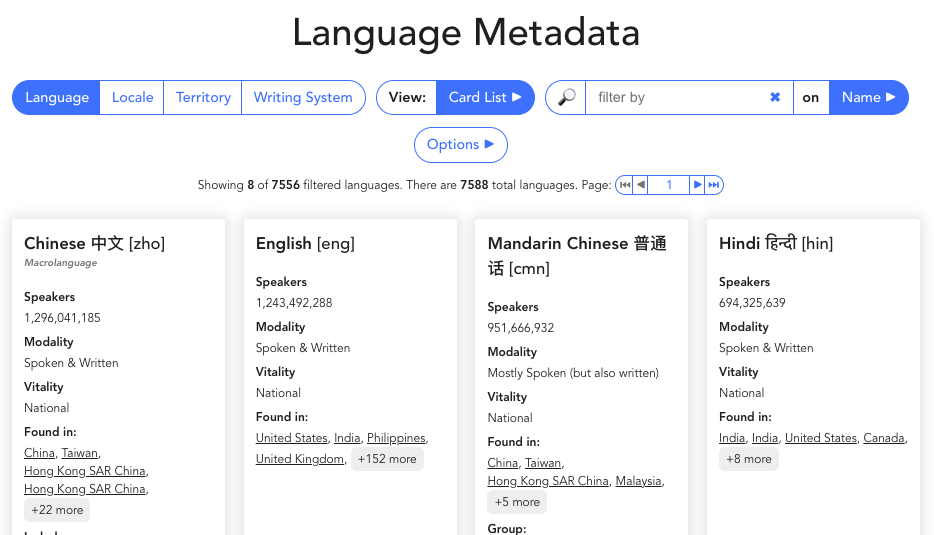 Language Metadata
Language Locale Territory Writing System View: Card List ▶ 🔎 filter by ✖ on Name ▶
Options ▶
Showing 8 of 7556 filtered languages. There are 7588 total languages. Page: ⏮ ◀ 1 ▶ ⏭
Chinese 中文 [zho]
Macrolanguage
Speakers
1,296,041,185
Modality
Spoken & Written
Vitality
National
Found in:
China, Taiwan,
Hong Kong SAR China,
Hong Kong SAR China,
+22 more
English [eng]
Speakers
1,243,492,288
Modality
Spoken & Written
Vitality
National
Found in:
United States, India, Philippines,
United Kingdom, +152 more
Mandarin Chinese 普通
话 [cmn]
Speakers
951,666,932
Modality
Mostly Spoken (but also written)
Vitality
National
Found in:
China, Taiwan,
Hong Kong SAR China, Malaysia,
+5 more
Group:
Hindi हिन्दी [hin]
Speakers
694,325,639
Modality
Spoken & Written
Vitality
National
Found in:
India, India, United States, Canada,
+8 more